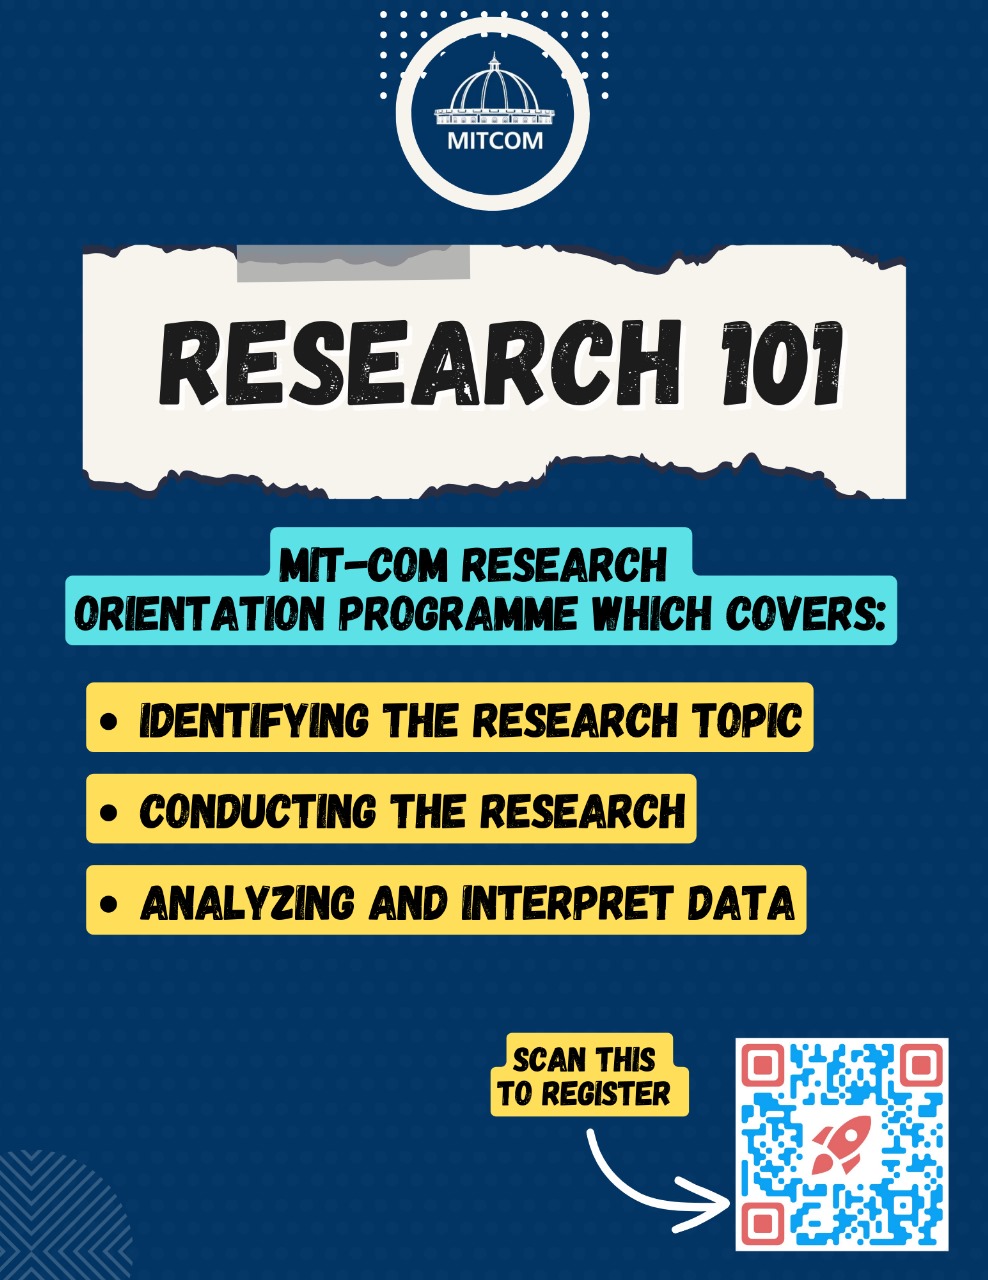 MITCOM
RESEARCH 101
MIT-COM RESEARCH
ORIENTATION PROGRAMME WHICH COVERS:
• IDENTIFYING THE RESEARCH TOPIC
• CONDUCTING THE RESEARCH
• ANALYZING AND INTERPRET DATA
SCAN THIS
TO REGISTER